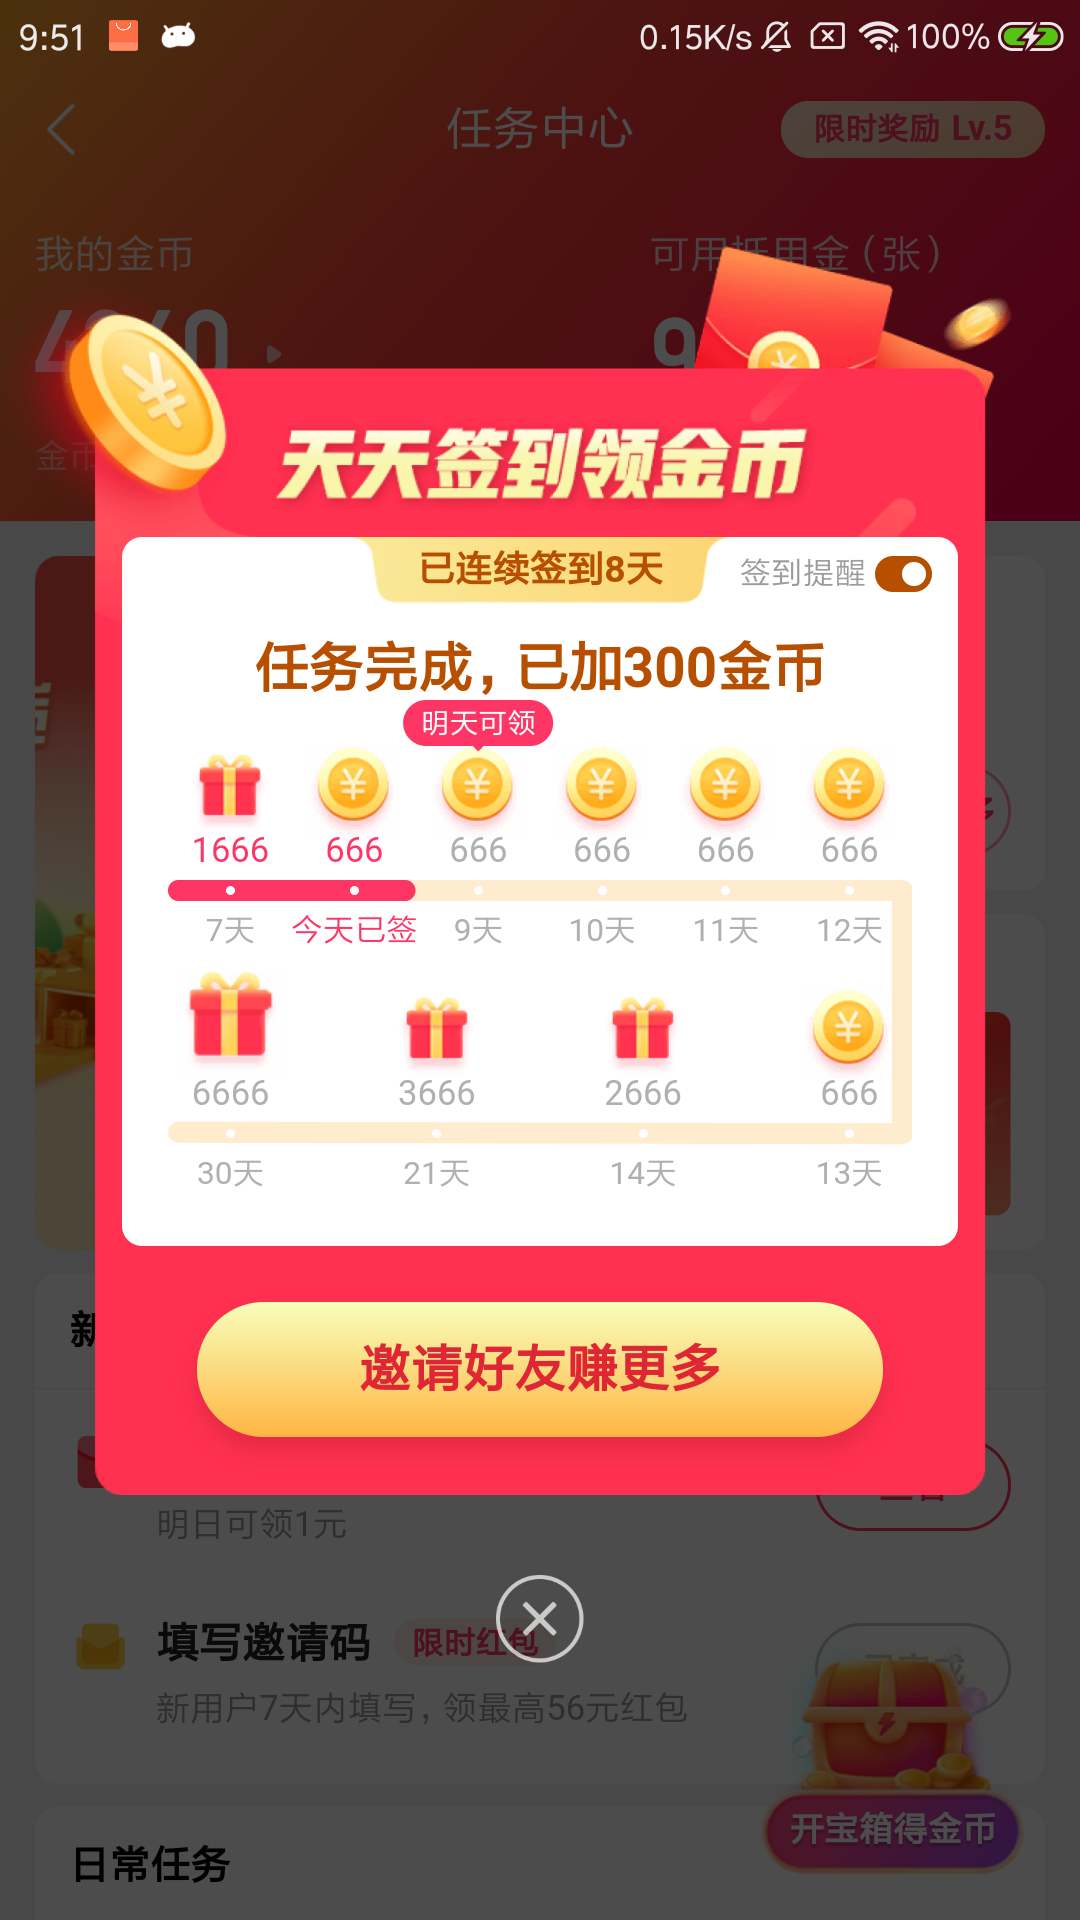 9:51
0.15K/s
100%
任务中心
限时奖励 Lv.5
我的金币
可用抵用金(张)
金币
天天签到领金币
已连续签到8天
签到提醒
任务完成,已加300金币
明天可领
1666
666
666
666
666
666
7天
今天已签
9天
10天
11天
12天
6666
3666
2666
666
30天
21天
14天
13天
新
邀请好友赚更多
明日可领1元
填写邀请码
限时红包
新用户7天内填写,领最高56元红包
开宝箱得金币
日常任务